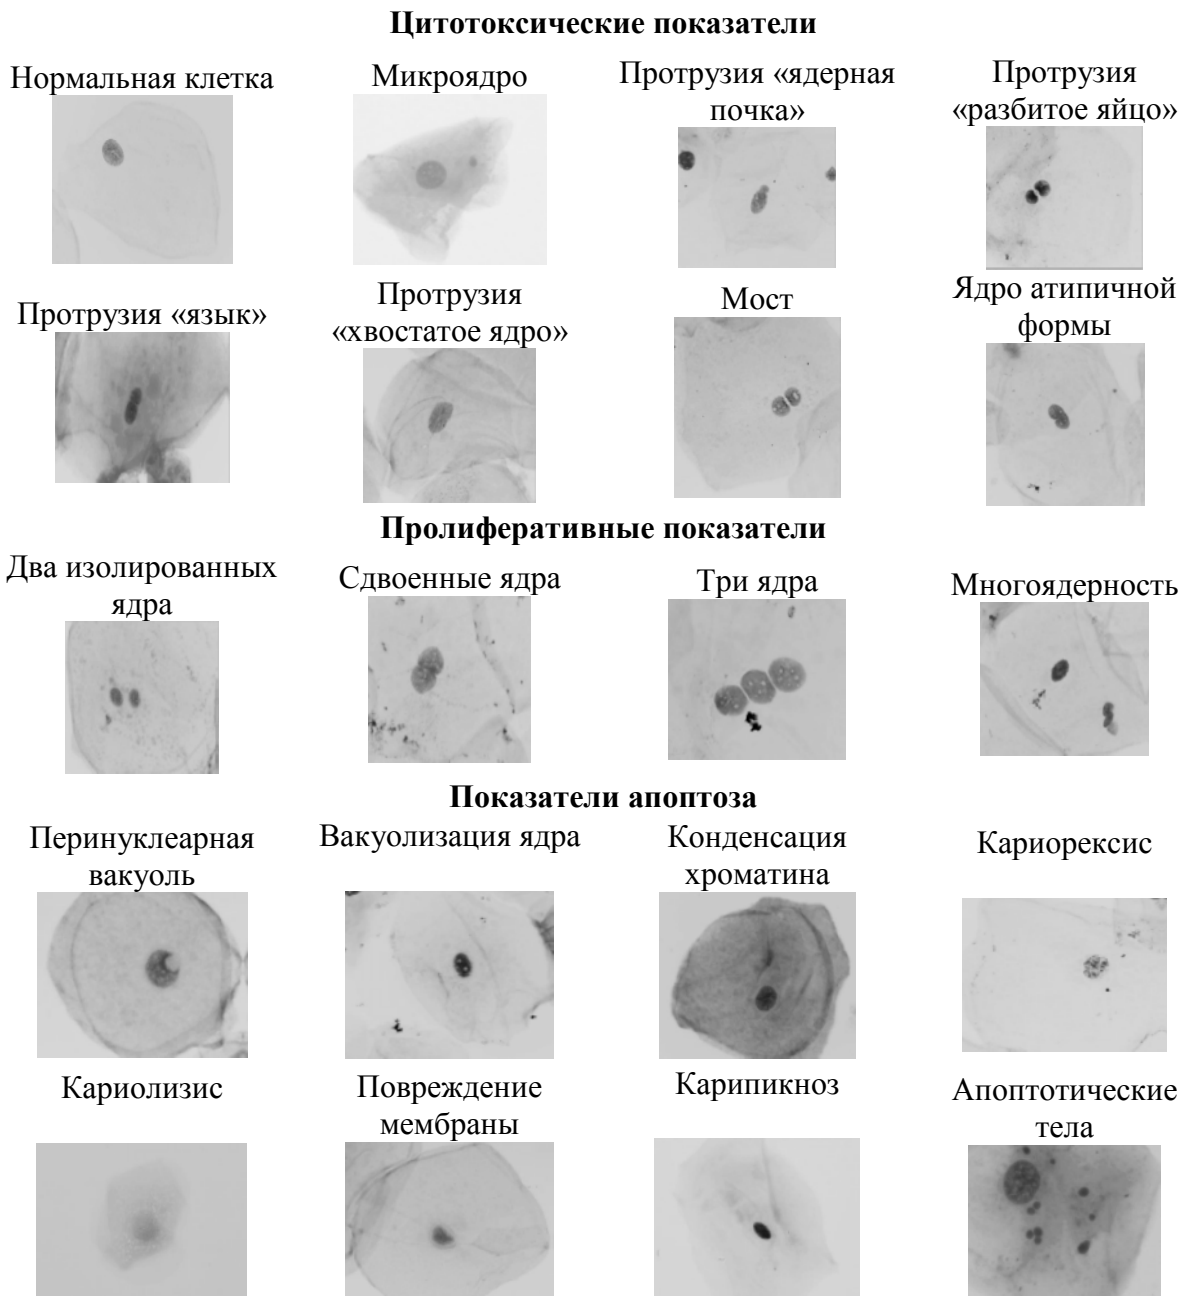 Цитотоксические показатели
Нормальная клетка
Микроядро
Протрузия «ядерная
почка»
Протрузия
«разбитое яйцо»
Протрузия «язык»
Протрузия
«хвостатое ядро»
Мост
Ядро атипичной
формы
Пролиферативные показатели
Два изолированных
ядра
Сдвоенные ядра
Три ядра
Многоядерность
Показатели апоптоза
Перинуклеарная
вакуоль
Вакуолизация ядра
Конденсация
хроматина
Кариорексис
Кариолизис
Повреждение
мембраны
Карипикноз
Апоптотические
тела